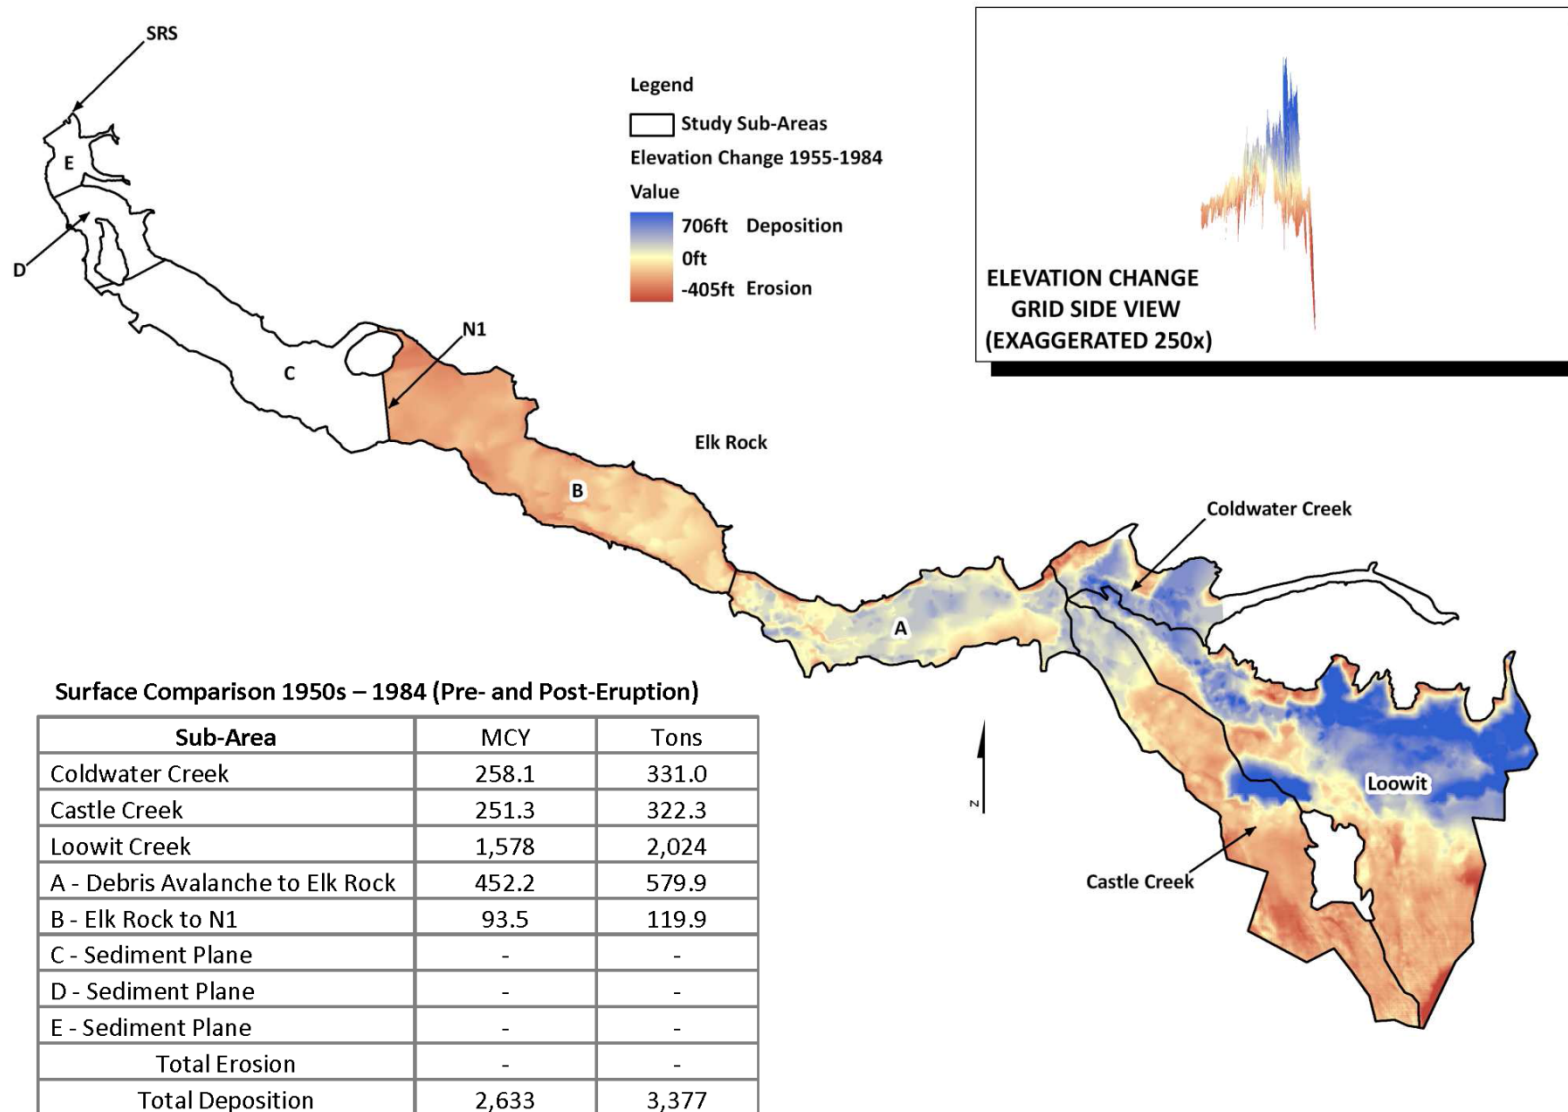 SRS
E
D
C
N1
B
Elk Rock
A
Coldwater Creek
Loowit
Castle Creek
z
Legend
Study Sub-Areas
Elevation Change 1955-1984
Value
706ft Deposition
0ft
-405ft Erosion
ELEVATION CHANGE
GRID SIDE VIEW
(EXAGGERATED 250x)
Surface Comparison 1950s – 1984 (Pre- and Post-Eruption)
Sub-Area MCY Tons
Coldwater Creek 258.1 331.0
Castle Creek 251.3 322.3
Loowit Creek 1,578 2,024
A - Debris Avalanche to Elk Rock 452.2 579.9
B - Elk Rock to N1 93.5 119.9
C - Sediment Plane - -
D - Sediment Plane - -
E - Sediment Plane - -
Total Erosion - -
Total Deposition 2,633 3,377